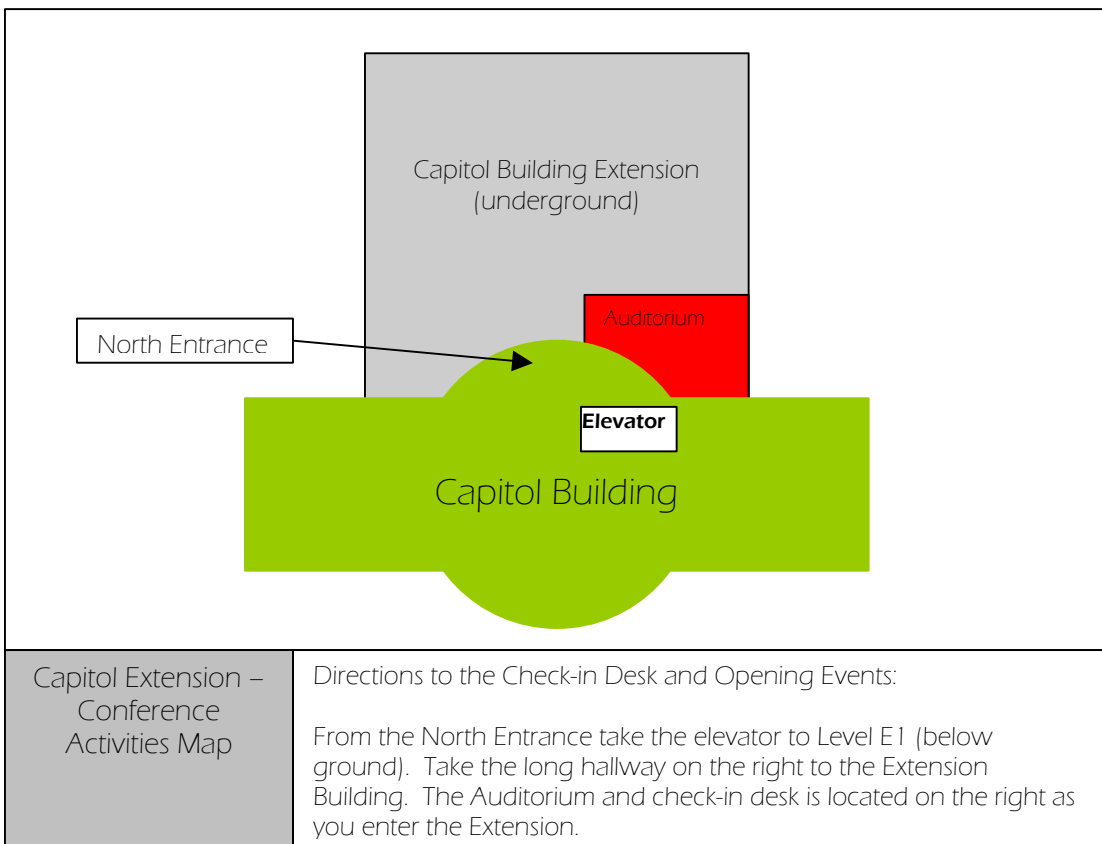 Capitol Building Extension
(underground)
Auditorium
North Entrance
Elevator
Capitol Building
Capitol Extension –
Conference
Activities Map
Directions to the Check-in Desk and Opening Events:
From the North Entrance take the elevator to Level E1 (below
ground). Take the long hallway on the right to the Extension
Building. The Auditorium and check-in desk is located on the right as
you enter the Extension.